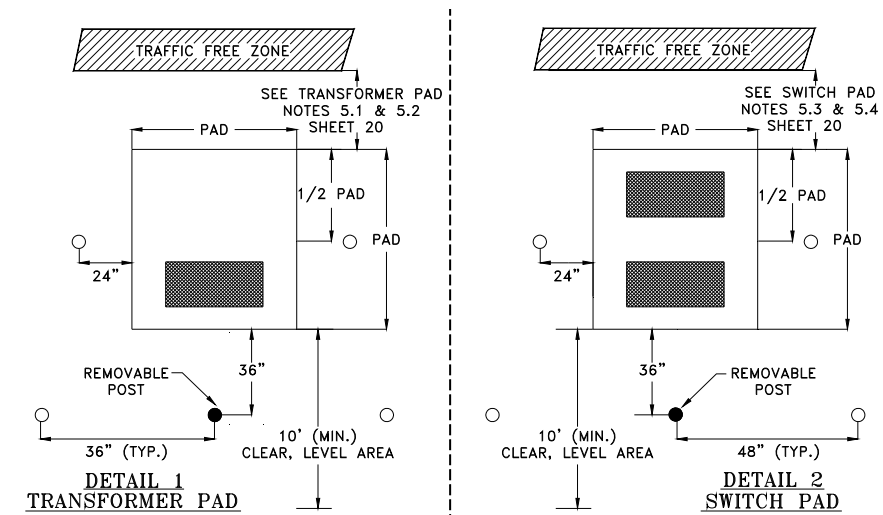 TRAFFIC FREE ZONE
SEE TRANSFORMER PAD
NOTES 5.1 & 5.2
SHEET 20
PAD
1/2 PAD
PAD
24”
36”
REMOVABLE
POST
36” (TYP.)
10’ (MIN.)
CLEAR, LEVEL AREA
DETAIL 1
TRANSFORMER PAD
TRAFFIC FREE ZONE
SEE SWITCH PAD
NOTES 5.3 & 5.4
SHEET 20
PAD
1/2 PAD
PAD
24”
36”
REMOVABLE
POST
10’ (MIN.)
CLEAR, LEVEL AREA
48” (TYP.)
DETAIL 2
SWITCH PAD